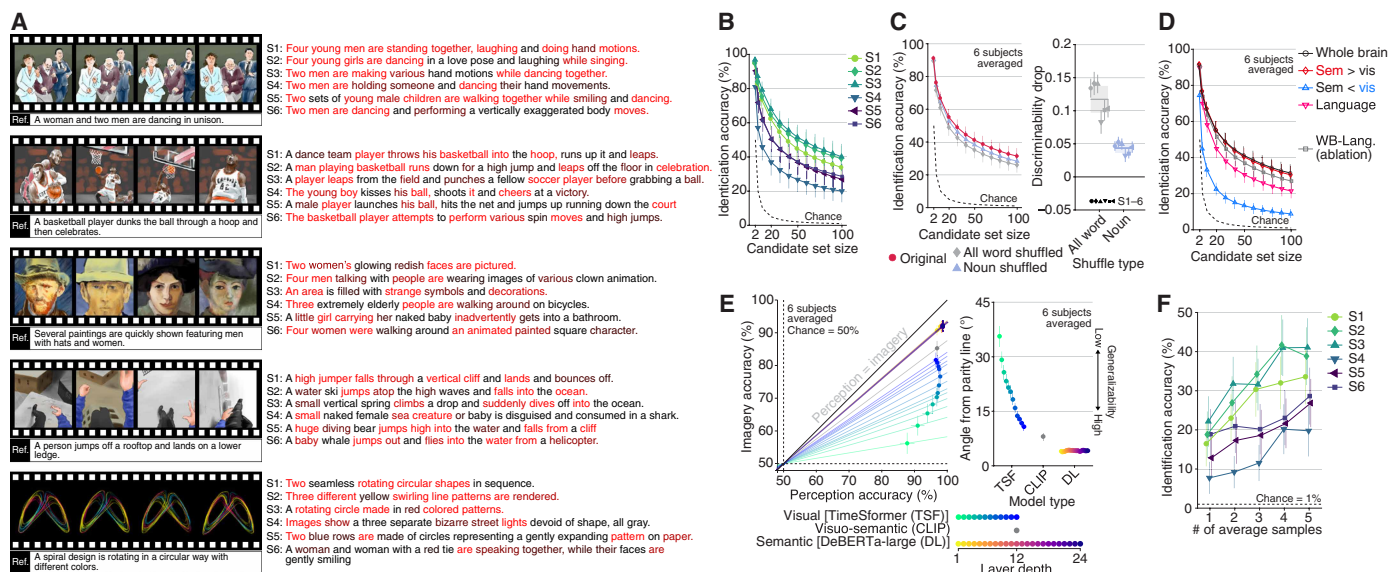 A
S1: Four young men are standing together, laughing and doing hand motions.
S2: Four young girls are dancing in a love pose and laughing while singing.
S3: Two men are making various hand motions while dancing together.
S4: Two men are holding someone and dancing their hand movements.
S5: Two sets of young male children are walking together while smiling and dancing.
S6: Two men are dancing and performing a vertically exaggerated body moves.
Ref. A woman and two men are dancing in unison.
S1: A dance team player throws his basketball into the hoop, runs up it and leaps.
S2: A man playing basketball runs down for a high jump and leaps off the floor in celebration.
S3: A player leaps from the field and punches a fellow soccer player before grabbing a ball.
S4: The young boy kisses his ball, shoots it and cheers at a victory.
S5: A male player launches his ball, hits the net and jumps up running down the court
S6: The basketball player attempts to perform various spin moves and high jumps.
Ref. A basketball player dunks the ball through a hoop and
then celebrates.
S1: Two women's glowing redish faces are pictured.
S2: Four men talking with people are wearing images of various clown animation.
S3: An area is filled with strange symbols and decorations.
S4: Three extremely elderly people are walking around on bicycles.
S5: A little girl carrying her naked baby inadvertently gets into a bathroom.
S6: Four women were walking around an animated painted square character.
Ref. Several paintings are quickly shown featuring men
with hats and women.
S1: A high jumper falls through a vertical cliff and lands and bounces off.
S2: A water ski jumps atop the high waves and falls into the ocean.
S3: A small vertical spring climbs a drop and suddenly dives off into the ocean.
S4: A small naked female sea creature or baby is disguised and consumed in a shark.
S5: A huge diving bear jumps high into the water and falls from a cliff
S6: A baby whale jumps out and flies into the water from a helicopter.
Ref. A person jumps off a rooftop and lands on a lower
ledge.
S1: Two seamless rotating circular shapes in sequence.
S2: Three different yellow swirling line patterns are rendered.
S3: A rotating circle made in red colored patterns.
S4: Images show a three separate bizarre street lights devoid of shape, all gray.
S5: Two blue rows are made of circles representing a gently expanding pattern on paper.
S6: A woman and woman with a red tie are speaking together, while their faces are
gently smiling
Ref. A spiral design is rotating in a circular way with
different colors.
B
Identification accuracy (%)
100
80
60
40
20
S1
S2
S3
S4
S5
S6
Chance
2 20 50 100
Candidate set size
C
Identification accuracy (%)
100
80
60
40
20
6 subjects
averaged
Chance
2 20 50 100
Candidate set size
Original
All word shuffled
Noun shuffled
Discriminability drop
0.2
0.15
0.10
0.05
0
−0.05
S1–6
All word
Noun
Shuffle type
D
Identification accuracy (%)
100
80
60
40
20
6 subjects
averaged
Chance
2 20 50 100
Candidate set size
Whole brain
Sem > vis
Sem < vis
Language
WB-Lang.
(ablation)
E
Imagery accuracy (%)
100
90
80
70
60
50
6 subjects
averaged
Chance = 50%
Perception = imagery
50 60 70 80 90 100
Perception accuracy (%)
Angle from parity line (°)
45
30
15
0
6 subjects
averaged
Low
High
Generalizability
TSF
CLIP
DL
Model type
Visual [TimeSformer (TSF)]
Visuo-semantic (CLIP)
Semantic [DeBERTa-large (DL)]
1 12 24
Layer depth
F
Identification accuracy (%)
50
40
30
20
10
0
S1
S2
S3
S4
S5
S6
Chance = 1%
1 2 3 4 5
# of average samples